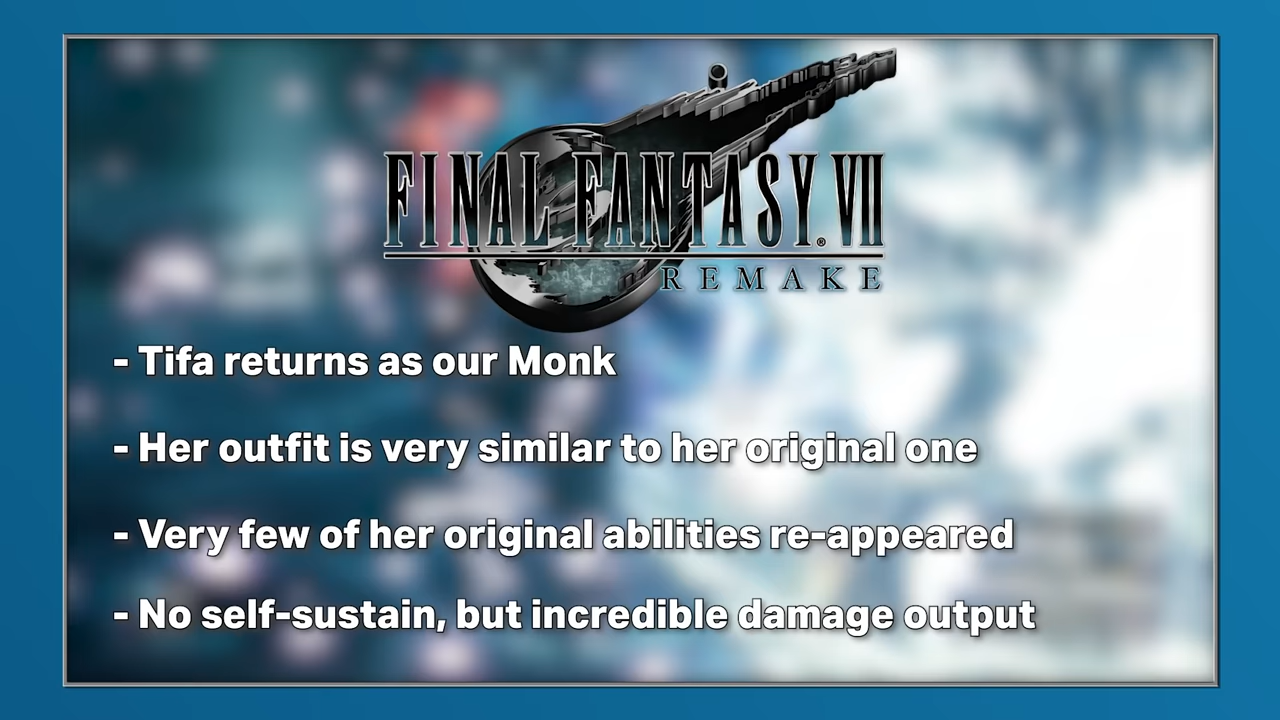 FINAL FANTASY. VII
REMAKE
- Tifa returns as our Monk
- Her outfit is very similar to her original one
- Very few of her original abilities re-appeared
- No self-sustain, but incredible damage output